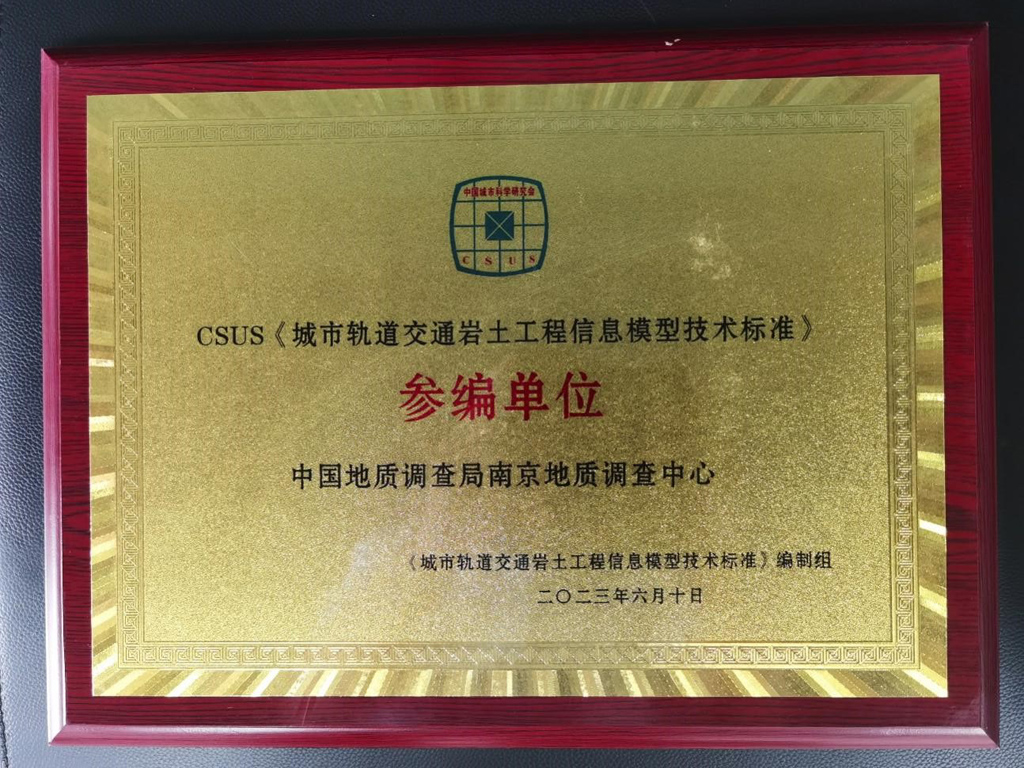 中国城市科学研究会
CSUS
CSUS《城市轨道交通岩土工程信息模型技术标准》
参编单位
中国地质调查局南京地质调查中心
《城市轨道交通岩土工程信息模型技术标准》编制组
二〇二三年六月十日